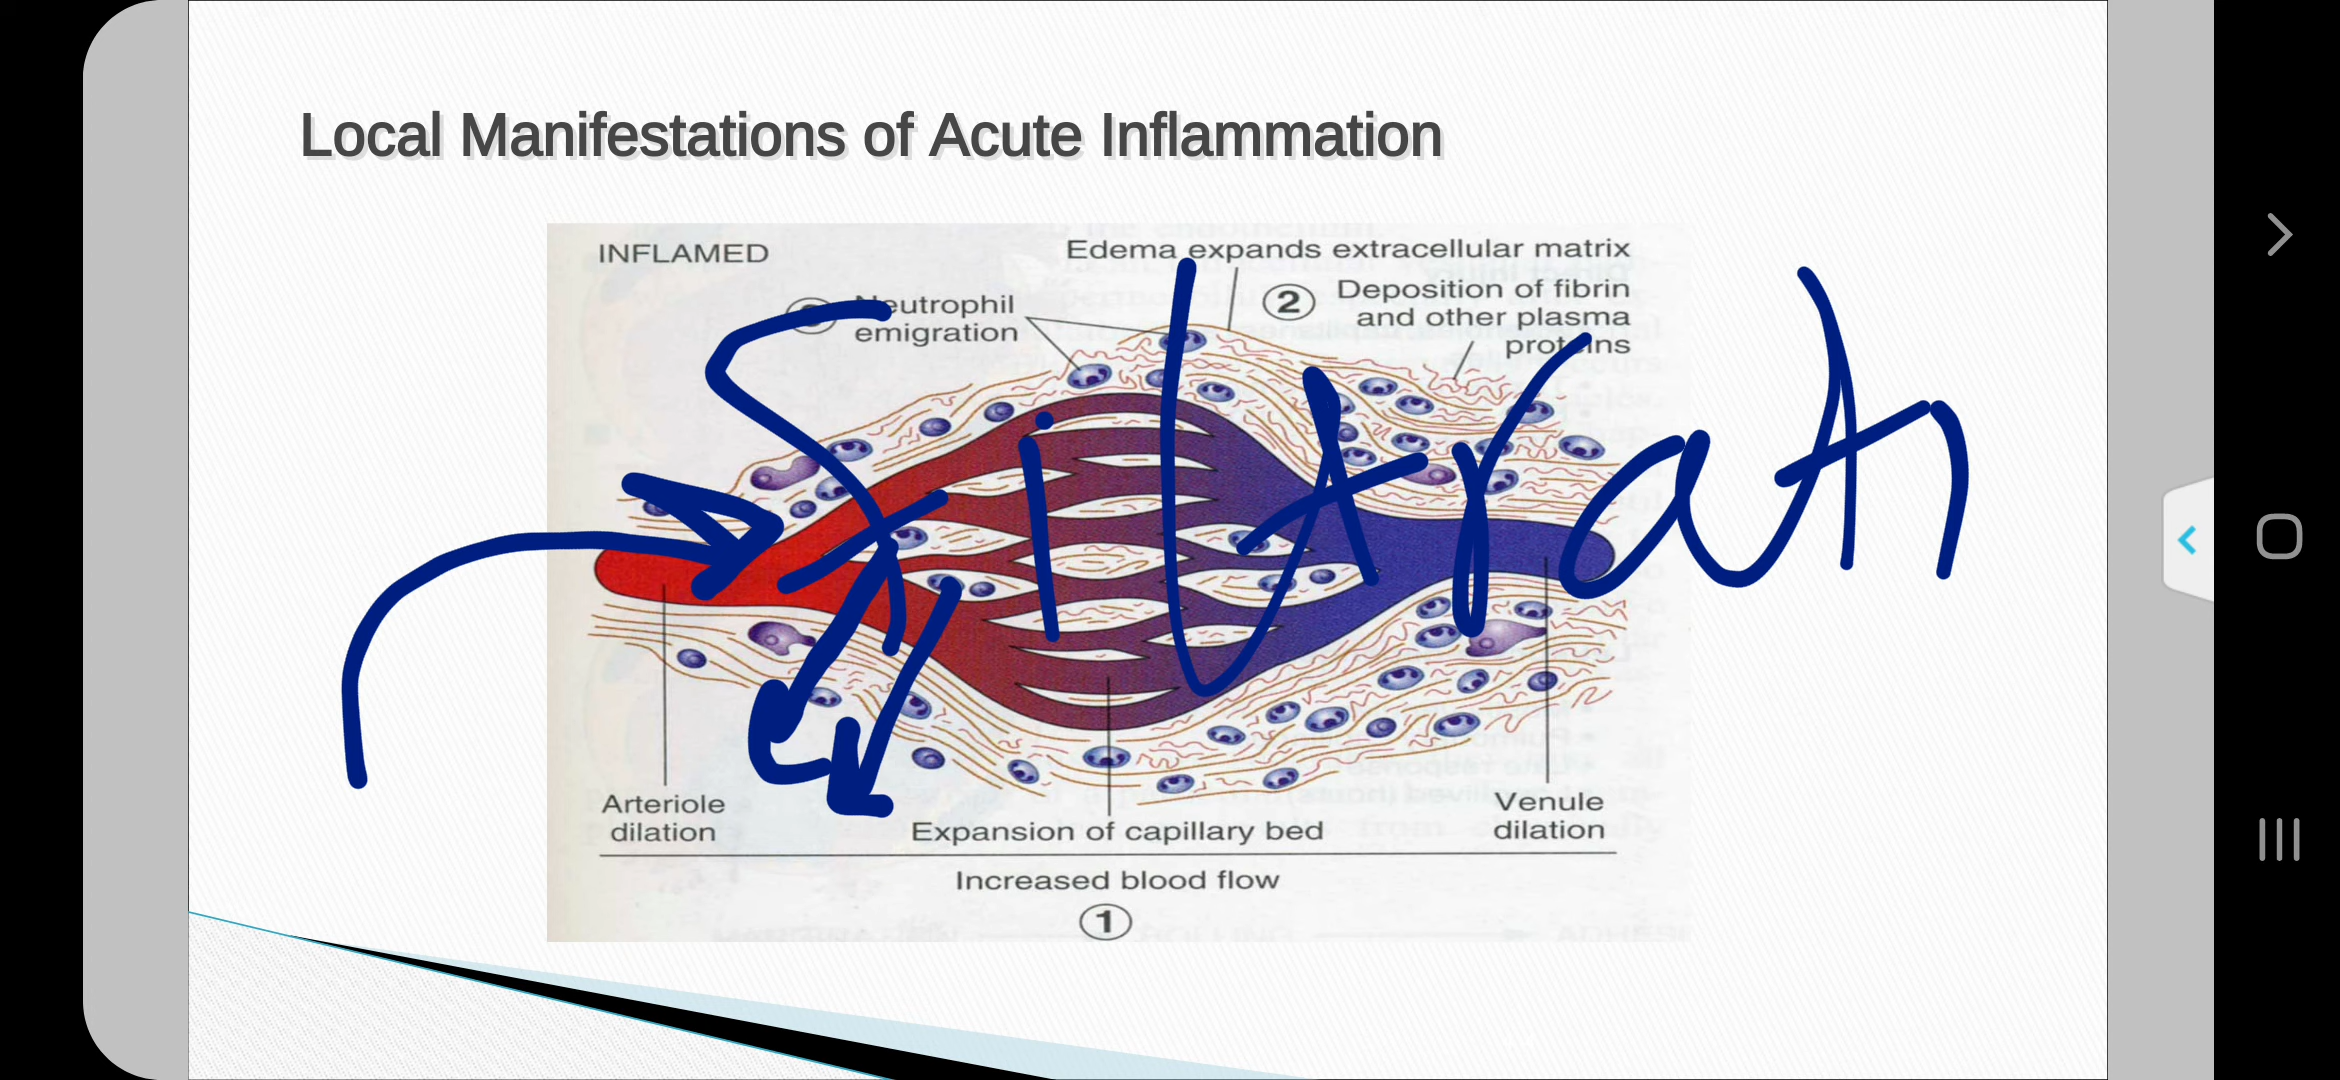 Local Manifestations of Acute Inflammation
INFLAMED
Edema expands extracellular matrix
Neutrophil
emigration
2
Deposition of fibrin
and other plasma
proteins
Arteriole
dilation
Expansion of capillary bed
Venule
dilation
Increased blood flow
1